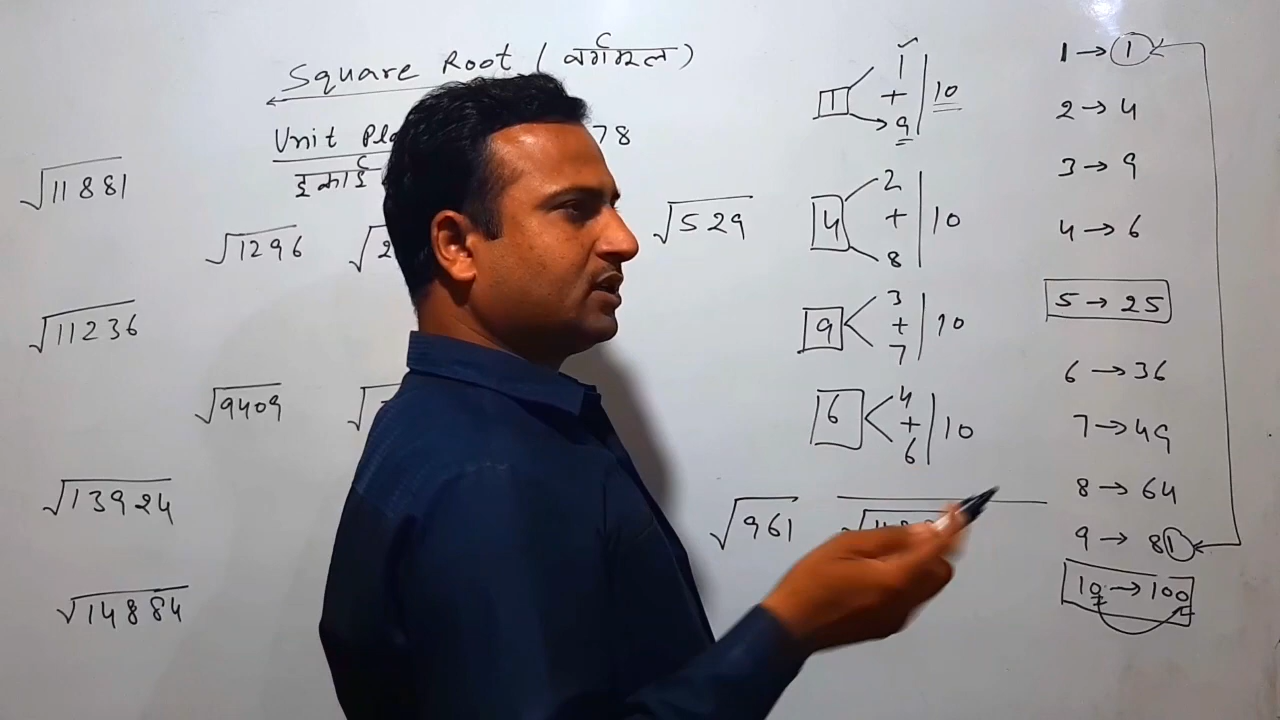 Square Root (वर्गमूल)
Unit
78
इकाई
√11881
√1296
√529
√11236
√9409
√13924
√14884
√961
1
1
+
9
10
4
2
+
8
10
9
3
+
7
10
6
4
+
6
10
1 → 1
2 → 4
3 → 9
4 → 6
5 → 25
6 → 36
7 → 49
8 → 64
9 → 81
10 → 100